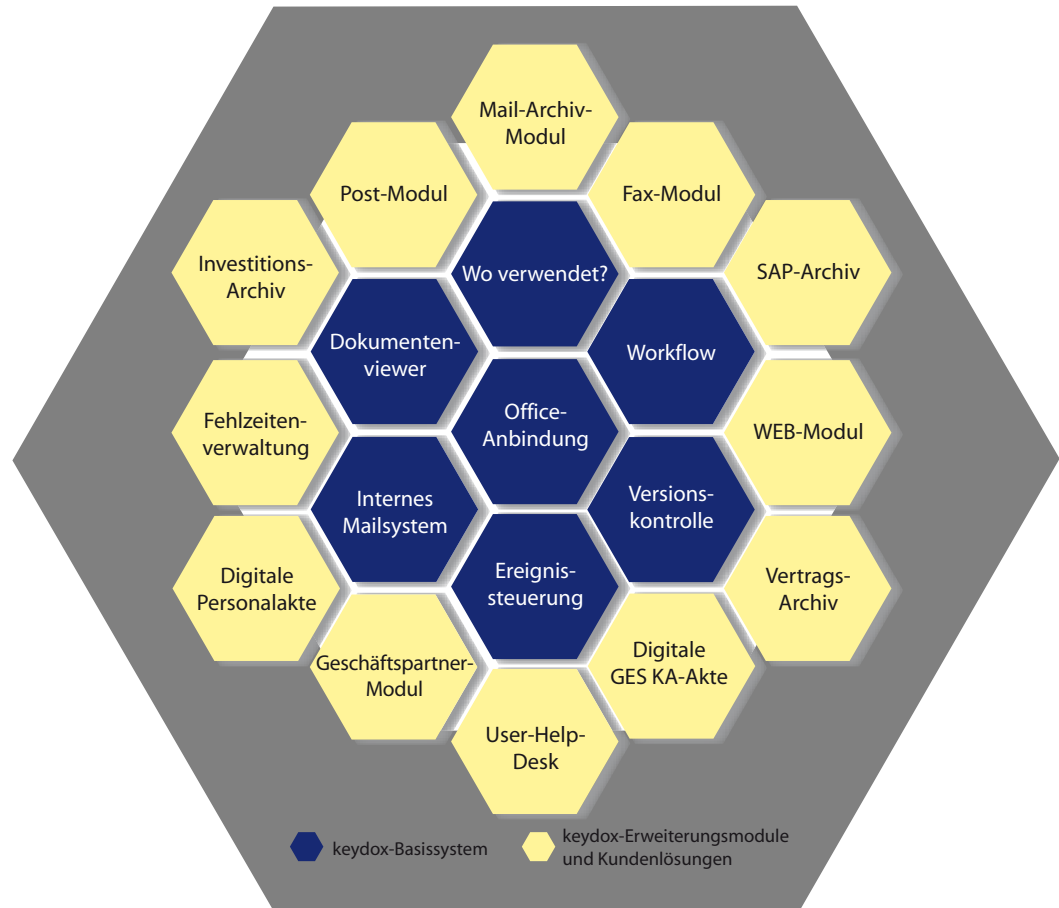 Mail-Archiv-
Modul
Post-Modul
Fax-Modul
Investitions-
Archiv
Wo verwendet?
SAP-Archiv
Dokumenten-
viewer
Workflow
Fehlzeiten-
verwaltung
Office-
Anbindung
WEB-Modul
Internes
Mailsystem
Versions-
kontrolle
Digitale
Personalakte
Ereignis-
steuerung
Vertrags-
Archiv
Geschäftspartner-
Modul
Digitale
GES KA-Akte
User-Help-
Desk
keydox-Basissystem
keydox-Erweiterungsmodule
und Kundenlösungen